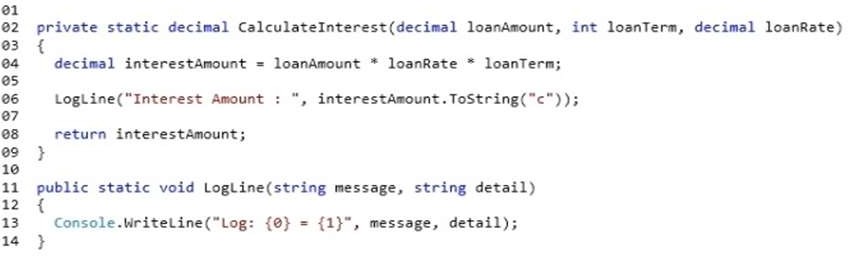 01
02 private static decimal CalculateInterest(decimal loanAmount, int loanTerm, decimal loanRate)
03 {
04   decimal interestAmount = loanAmount * loanRate * loanTerm;
05
06   LogLine("Interest Amount : ", interestAmount.ToString("c"));
07
08   return interestAmount;
09 }
10
11 public static void LogLine(string message, string detail)
12 {
13   Console.WriteLine("Log: {0} = {1}", message, detail);
14 }